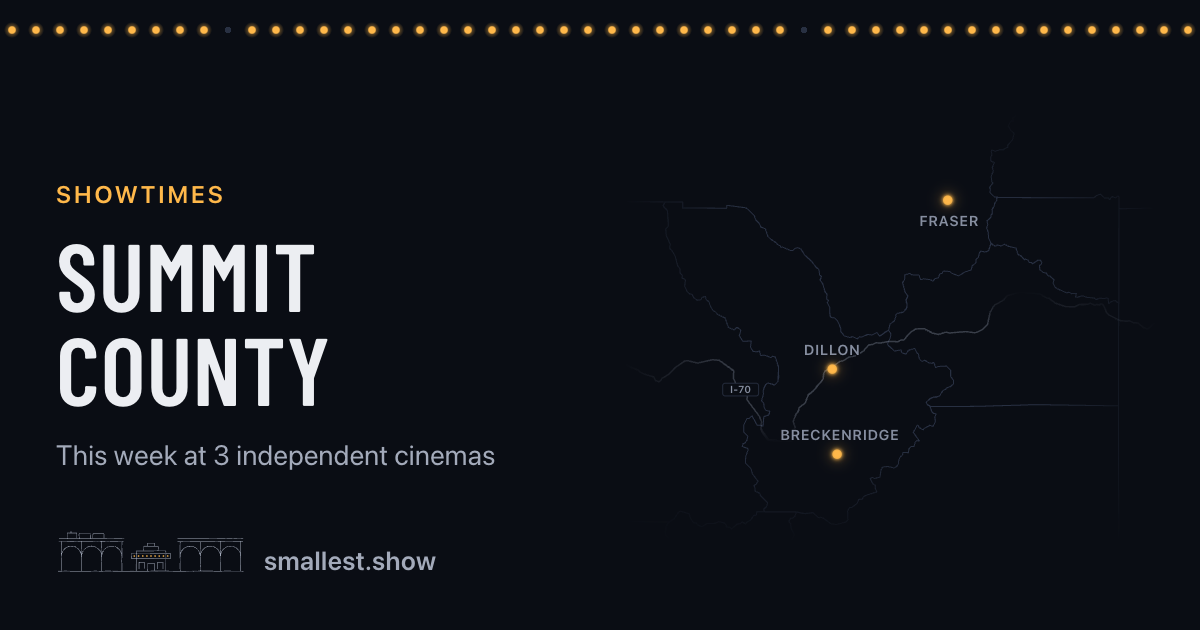 SHOWTIMES
SUMMIT
COUNTY
This week at 3 independent cinemas
smallest.show
FRASER
DILLON
I-70
BRECKENRIDGE